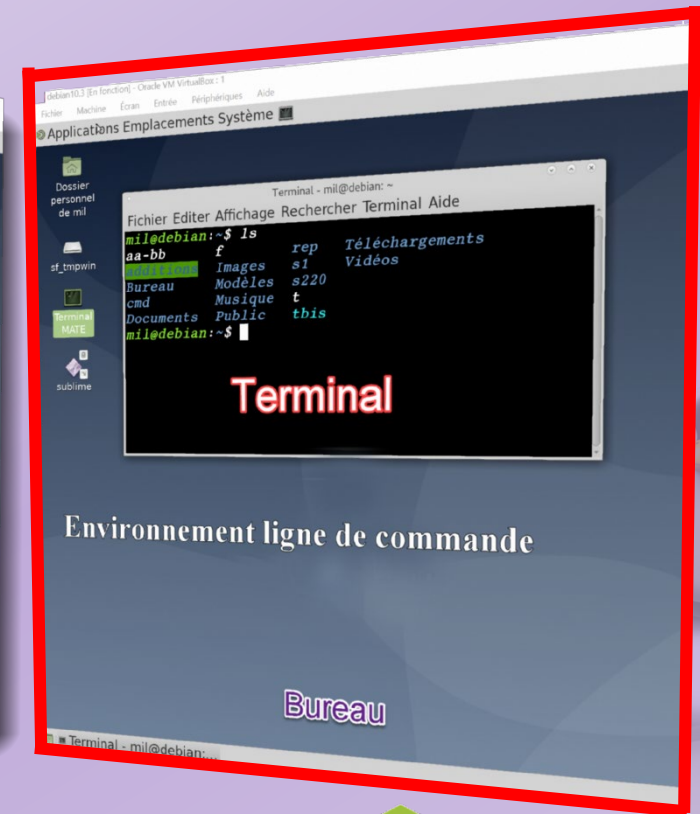 debian10.3 [En fonction] - Oracle VM VirtualBox : 1
Fichier Machine Écran Entrée Périphériques Aide
Applications Emplacements Système
Dossier
personnel
de mil
sf_tmpwin
Terminal
MATE
sublime
Terminal - mil@debian: ~
Fichier Editer Affichage Rechercher Terminal Aide
mil@debian:~$ ls
aa-bb f rep Téléchargements
additions Images s1 Vidéos
Bureau Modèles s220
cmd Musique t
Documents Public tbis
mil@debian:~$
Terminal
Environnement ligne de commande
Bureau
Terminal - mil@debian:...